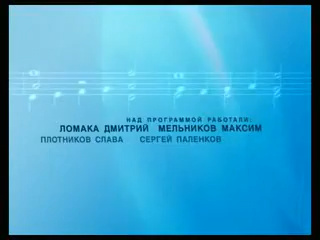 НАД ПРОГРАММОЙ РАБОТАЛИ:
ЛОМАКА ДМИТРИЙ МЕЛЬНИКОВ МАКСИМ
ПЛОТНИКОВ СЛАВА СЕРГЕЙ ПАЛЕНКОВ